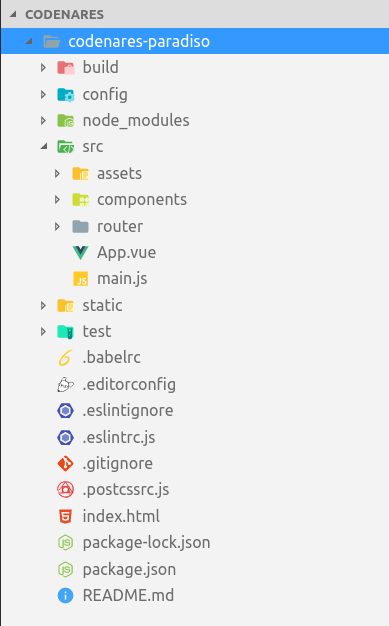 CODENARES
codenares-paradiso
build
config
node_modules
src
assets
components
router
App.vue
main.js
static
test
.babelrc
.editorconfig
.eslintignore
.eslintrc.js
.gitignore
.postcssrc.js
index.html
package-lock.json
package.json
README.md